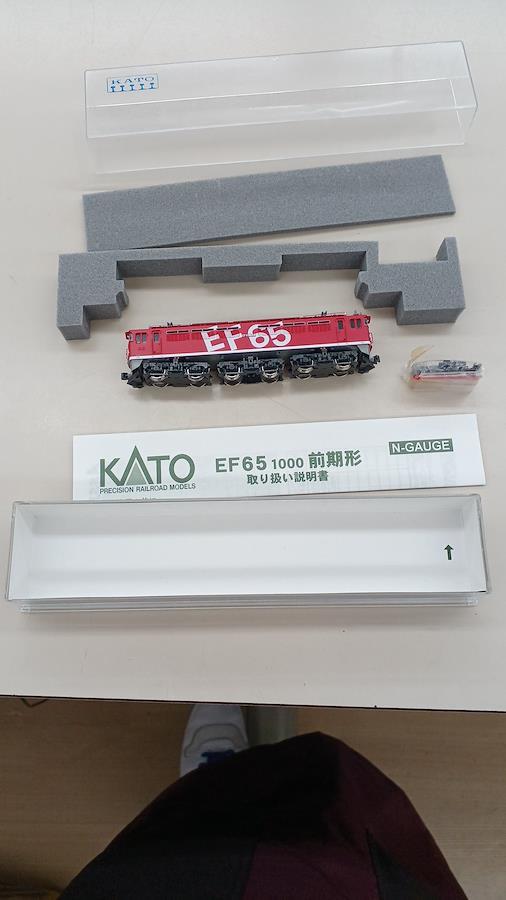 KATO
EF65
KATO
PRECISION RAILROAD MODELS
EF65 1000 前期形
取り扱い説明書
N-GAUGE